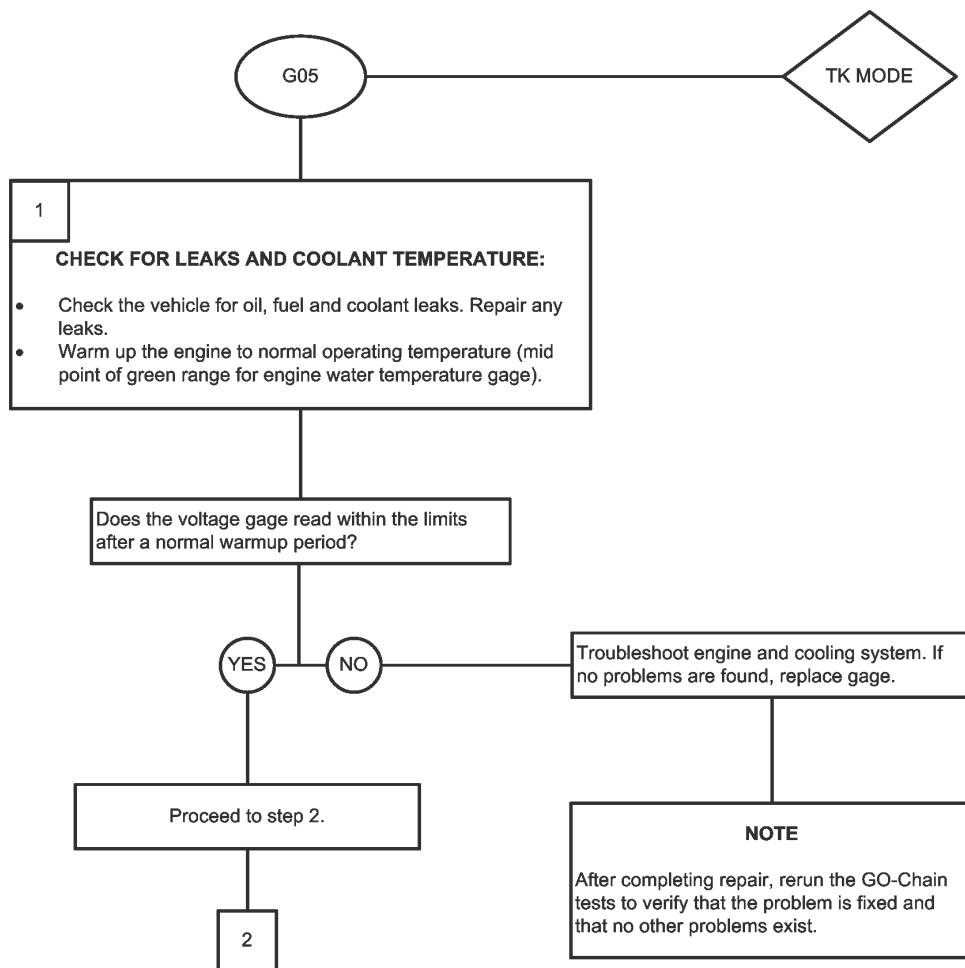 G05
TK MODE
1
CHECK FOR LEAKS AND COOLANT TEMPERATURE:
• Check the vehicle for oil, fuel and coolant leaks. Repair any
leaks.
• Warm up the engine to normal operating temperature (mid
point of green range for engine water temperature gage).
Does the voltage gage read within the limits
after a normal warmup period?
YES
NO
Troubleshoot engine and cooling system. If
no problems are found, replace gage.
Proceed to step 2.
NOTE
After completing repair, rerun the GO-Chain
tests to verify that the problem is fixed and
that no other problems exist.
2